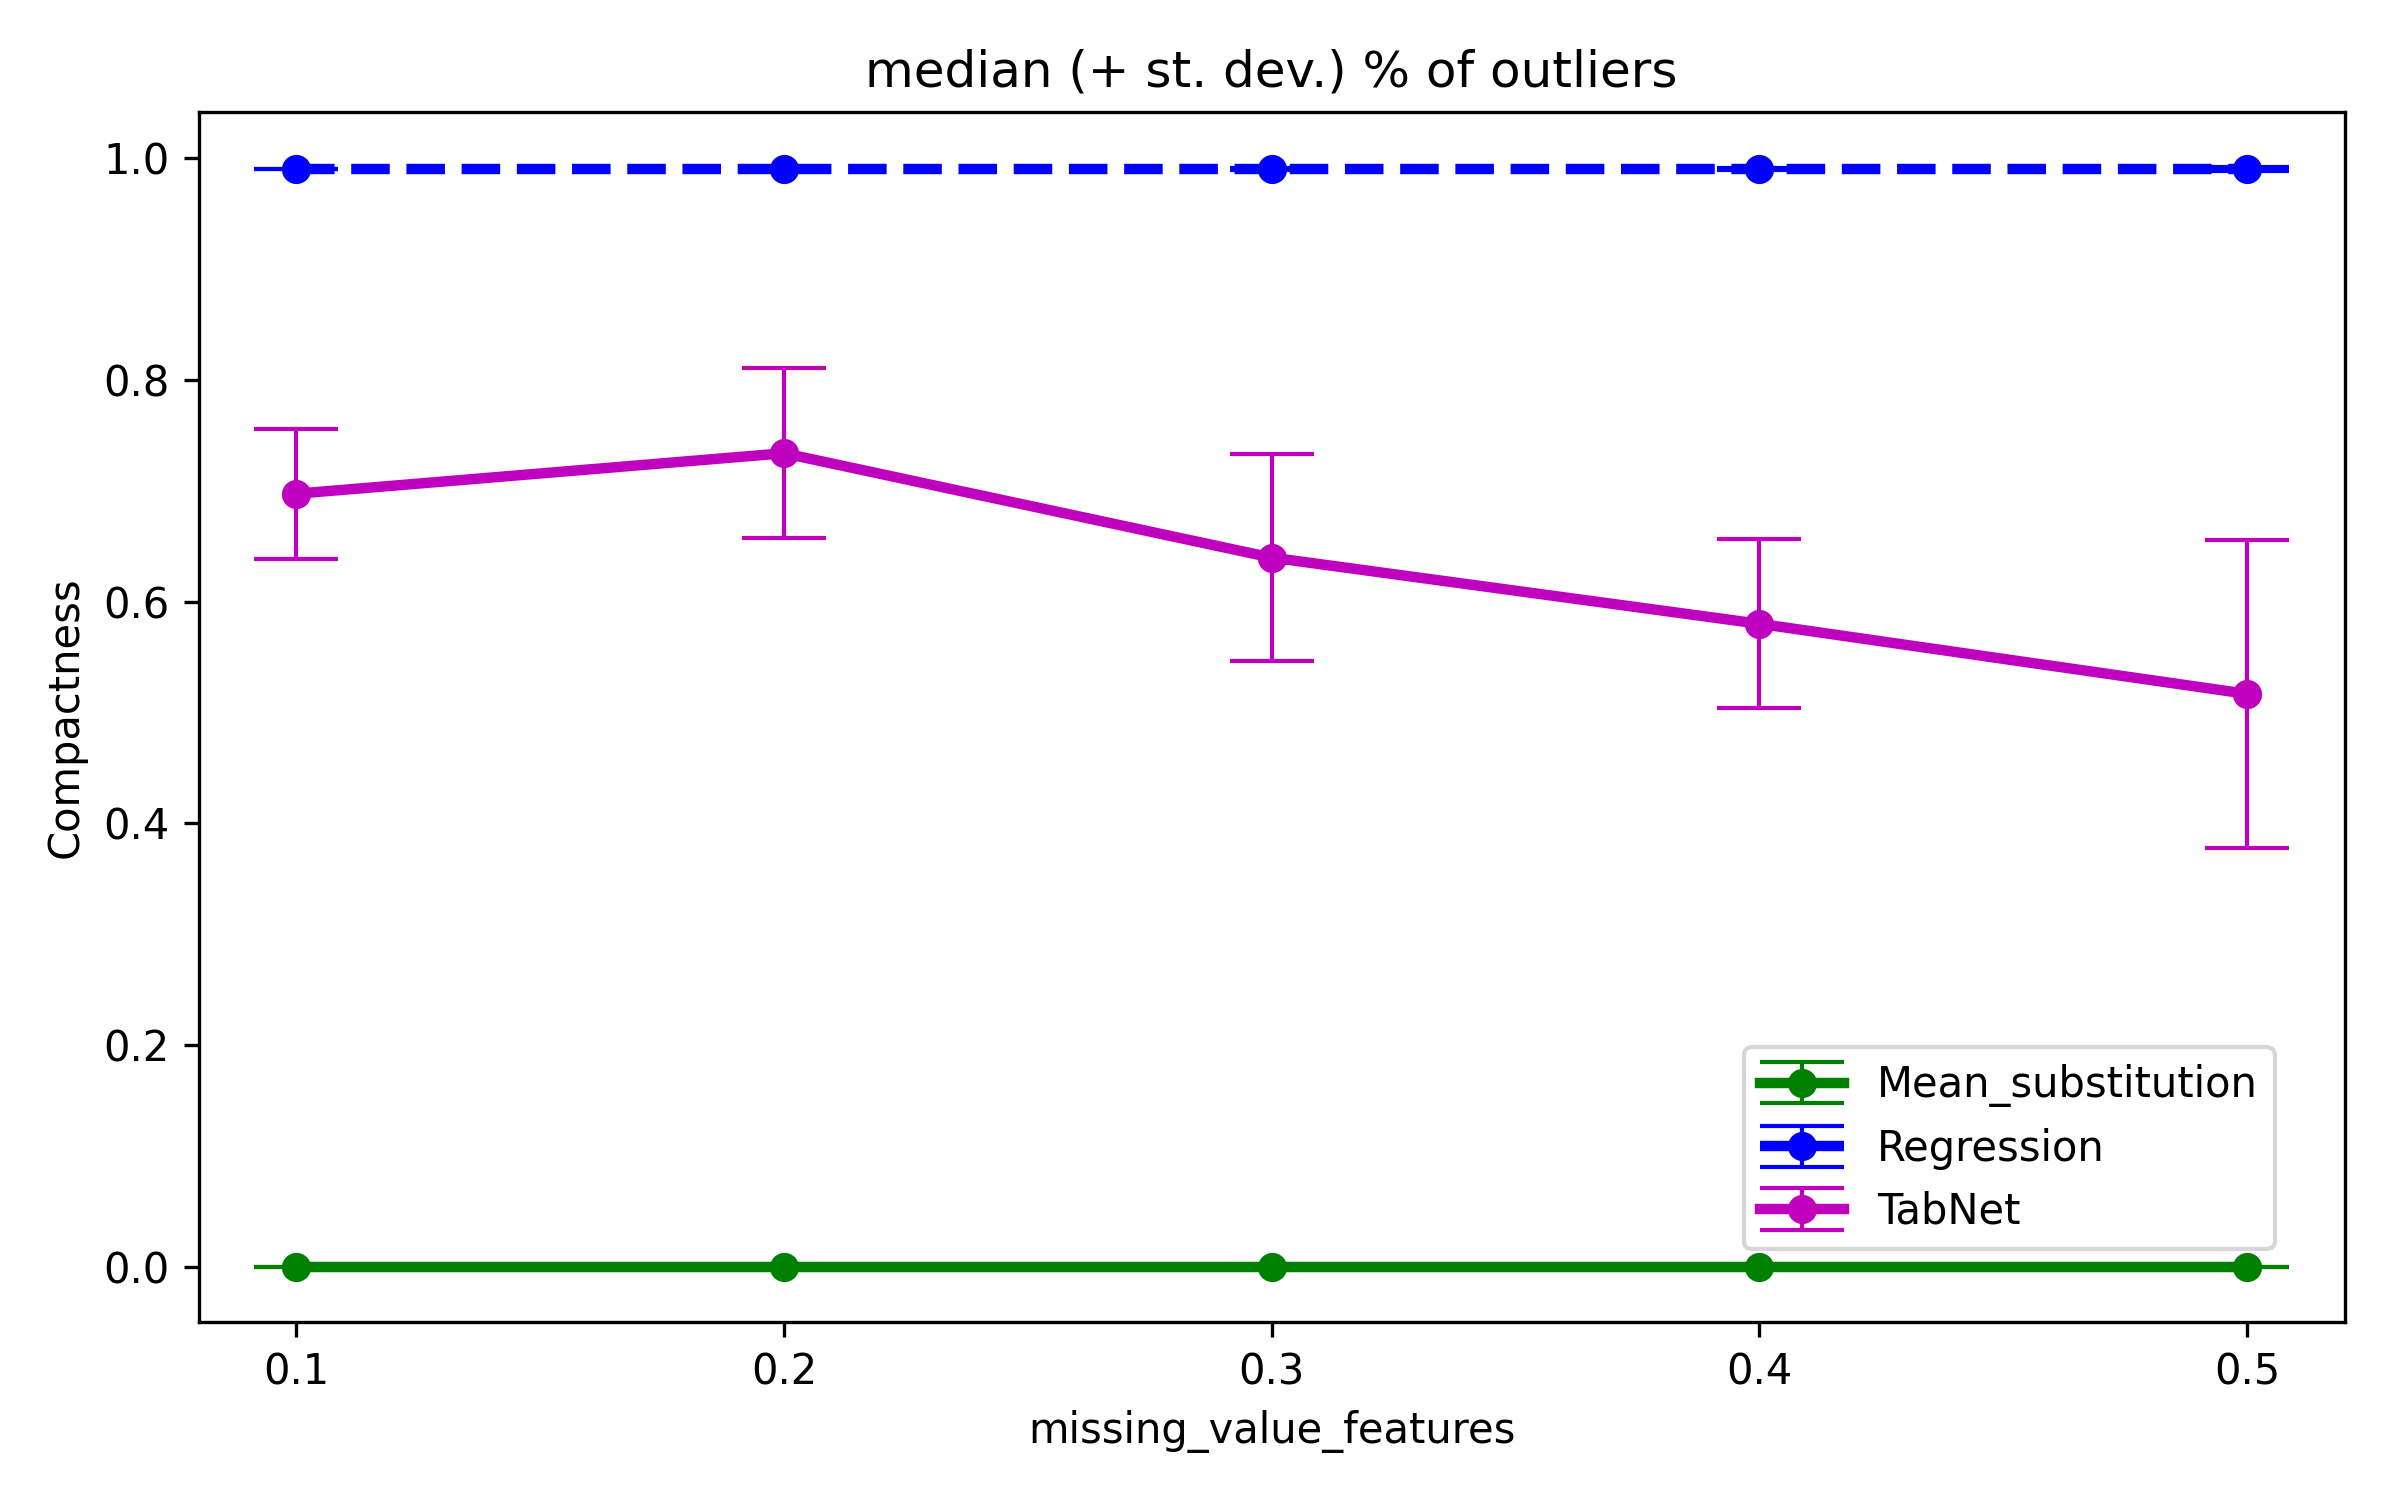 median (+ st. dev.) % of outliers
1.0
0.8
0.6
0.4
0.2
0.0
Compactness
Mean_substitution
Regression
TabNet
0.1 0.2 0.3 0.4 0.5
missing_value_features